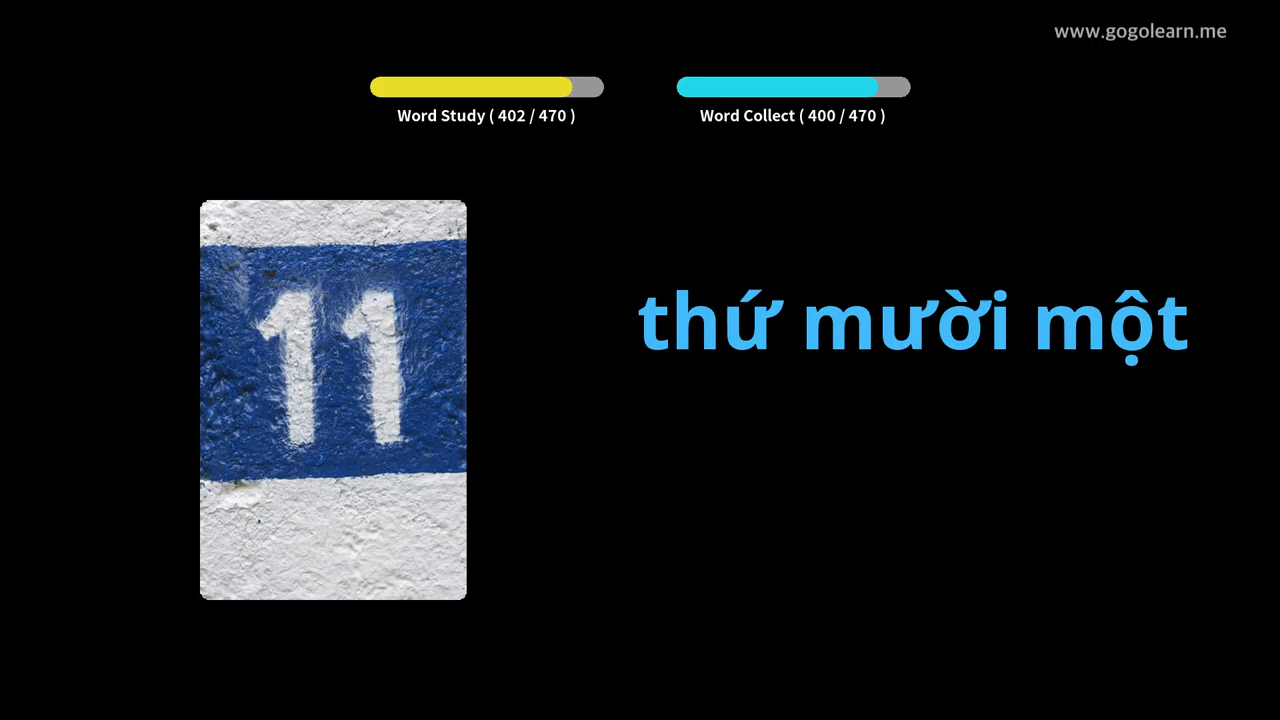 www.gogolearn.me
Word Study ( 402 / 470 )
Word Collect ( 400 / 470 )
11
thứ mười một